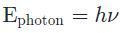 E_photon = hν